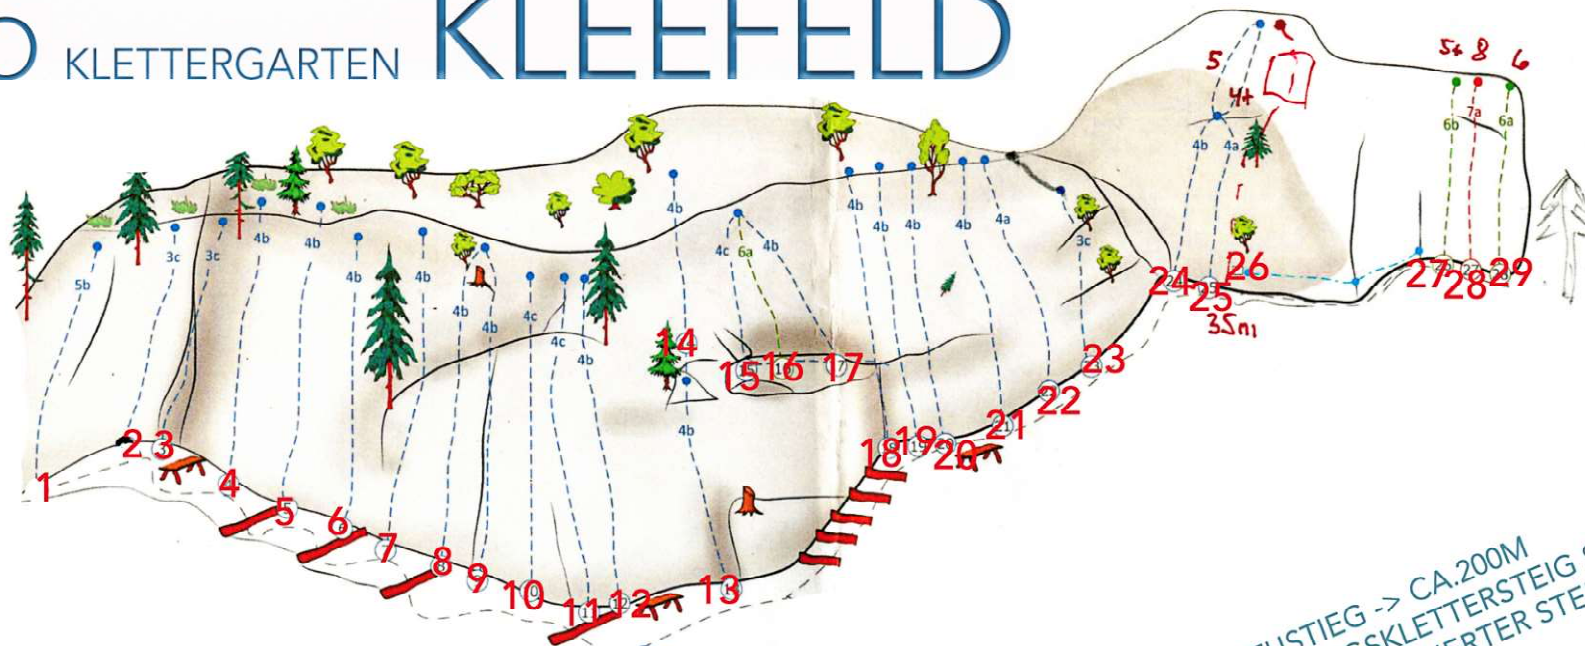 KLETTERGARTEN KLEEFELD
5 5+ 8 6
4+
7a
6b 6a
4b 4a
5b 3c 3c 4b 4b 4b 4b 4b 4b 4c 4c 4b
4b 4c 6a 4b
4b 4b 4b 4b 4a 3c
4b
1 2 3 4 5 6 7 8 9 10 11 12 13
14 15 16 17
18 19 20 21 22 23
24 25 26 27 28 29
35m
-> CA.200M